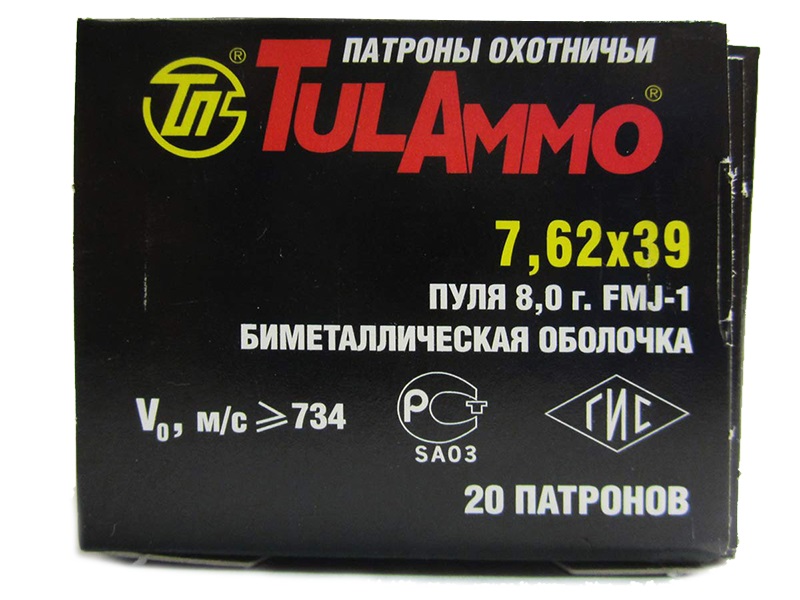 ПАТРОНЫ ОХОТНИЧЬИ
ТПС® TULAMMO®
7,62x39
ПУЛЯ 8,0 г. FMJ-1
БИМЕТАЛЛИЧЕСКАЯ ОБОЛОЧКА
V₀, м/с ⩾734
РСТ
ГИС
SA03
20 ПАТРОНОВ